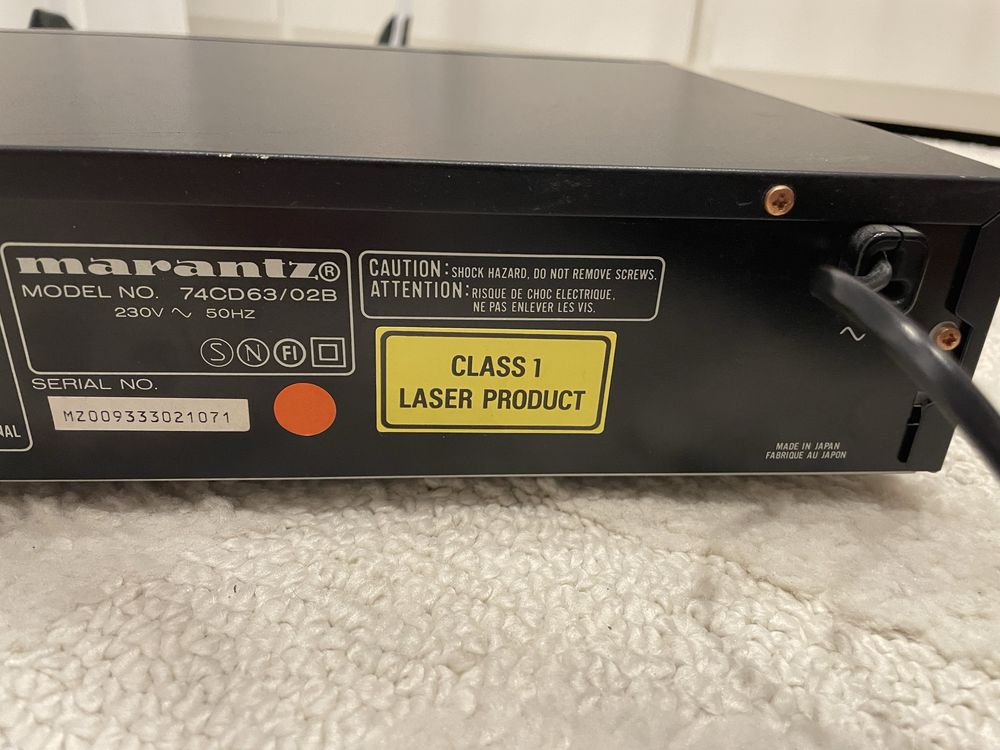 marantz®
MODEL NO. 74CD63/02B
230V ~ 50HZ
S N FI
SERIAL NO.
MZ009333021071
CAUTION: SHOCK HAZARD, DO NOT REMOVE SCREWS.
ATTENTION: RISQUE DE CHOC ELECTRIQUE,
NE PAS ENLEVER LES VIS.
CLASS 1
LASER PRODUCT
~
MADE IN JAPAN
FABRIQUE AU JAPON